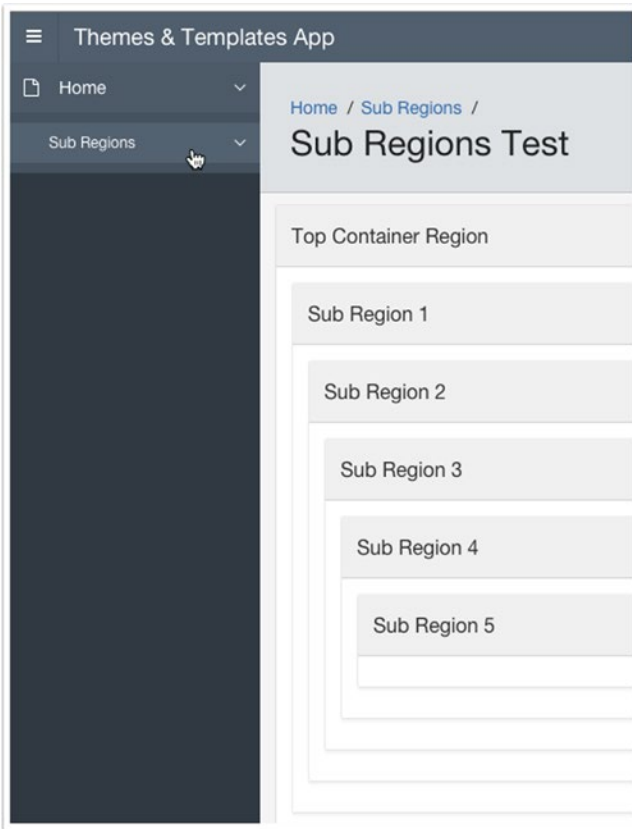 Themes & Templates App
Home
Sub Regions
Home / Sub Regions /
Sub Regions Test
Top Container Region
Sub Region 1
Sub Region 2
Sub Region 3
Sub Region 4
Sub Region 5